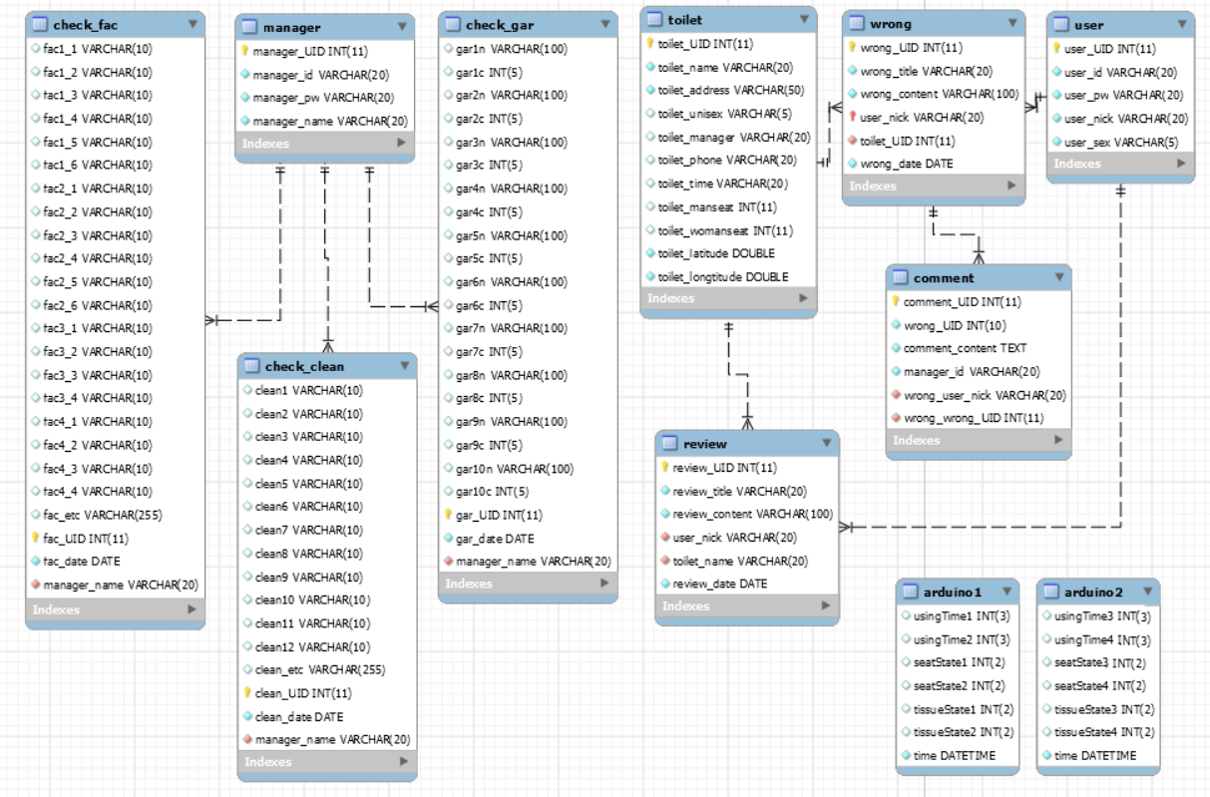 check_fac
fac1_1 VARCHAR(10)
fac1_2 VARCHAR(10)
fac1_3 VARCHAR(10)
fac1_4 VARCHAR(10)
fac1_5 VARCHAR(10)
fac1_6 VARCHAR(10)
fac2_1 VARCHAR(10)
fac2_2 VARCHAR(10)
fac2_3 VARCHAR(10)
fac2_4 VARCHAR(10)
fac2_5 VARCHAR(10)
fac2_6 VARCHAR(10)
fac3_1 VARCHAR(10)
fac3_2 VARCHAR(10)
fac3_3 VARCHAR(10)
fac3_4 VARCHAR(10)
fac4_1 VARCHAR(10)
fac4_2 VARCHAR(10)
fac4_3 VARCHAR(10)
fac4_4 VARCHAR(10)
fac_etc VARCHAR(255)
fac_UID INT(11)
fac_date DATE
manager_name VARCHAR(20)
Indexes
manager
manager_UID INT(11)
manager_id VARCHAR(20)
manager_pw VARCHAR(20)
manager_name VARCHAR(20)
Indexes
check_clean
clean1 VARCHAR(10)
clean2 VARCHAR(10)
clean3 VARCHAR(10)
clean4 VARCHAR(10)
clean5 VARCHAR(10)
clean6 VARCHAR(10)
clean7 VARCHAR(10)
clean8 VARCHAR(10)
clean9 VARCHAR(10)
clean10 VARCHAR(10)
clean11 VARCHAR(10)
clean12 VARCHAR(10)
clean_etc VARCHAR(255)
clean_UID INT(11)
clean_date DATE
manager_name VARCHAR(20)
Indexes
check_gar
gar1n VARCHAR(100)
gar1c INT(5)
gar2n VARCHAR(100)
gar2c INT(5)
gar3n VARCHAR(100)
gar3c INT(5)
gar4n VARCHAR(100)
gar4c INT(5)
gar5n VARCHAR(100)
gar5c INT(5)
gar6n VARCHAR(100)
gar6c INT(5)
gar7n VARCHAR(100)
gar7c INT(5)
gar8n VARCHAR(100)
gar8c INT(5)
gar9n VARCHAR(100)
gar9c INT(5)
gar10n VARCHAR(100)
gar10c INT(5)
gar_UID INT(11)
gar_date DATE
manager_name VARCHAR(20)
Indexes
toilet
toilet_UID INT(11)
toilet_name VARCHAR(20)
toilet_address VARCHAR(50)
toilet_unisex VARCHAR(5)
toilet_manager VARCHAR(20)
toilet_phone VARCHAR(20)
toilet_time VARCHAR(20)
toilet_manseat INT(11)
toilet_womanseat INT(11)
toilet_latitude DOUBLE
toilet_longtitude DOUBLE
Indexes
review
review_UID INT(11)
review_title VARCHAR(20)
review_content VARCHAR(100)
user_nick VARCHAR(20)
toilet_name VARCHAR(20)
review_date DATE
Indexes
wrong
wrong_UID INT(11)
wrong_title VARCHAR(20)
wrong_content VARCHAR(100)
user_nick VARCHAR(20)
toilet_UID INT(11)
wrong_date DATE
Indexes
user
user_UID INT(11)
user_id VARCHAR(20)
user_pw VARCHAR(20)
user_nick VARCHAR(20)
user_sex VARCHAR(5)
Indexes
comment
comment_UID INT(11)
wrong_UID INT(10)
comment_content TEXT
manager_id VARCHAR(20)
wrong_user_nick VARCHAR(20)
wrong_wrong_UID INT(11)
Indexes
arduino1
usingTime1 INT(3)
usingTime2 INT(3)
seatState1 INT(2)
seatState2 INT(2)
tissueState1 INT(2)
tissueState2 INT(2)
time DATETIME
arduino2
usingTime3 INT(3)
usingTime4 INT(3)
seatState3 INT(2)
seatState4 INT(2)
tissueState3 INT(2)
tissueState4 INT(2)
time DATETIME